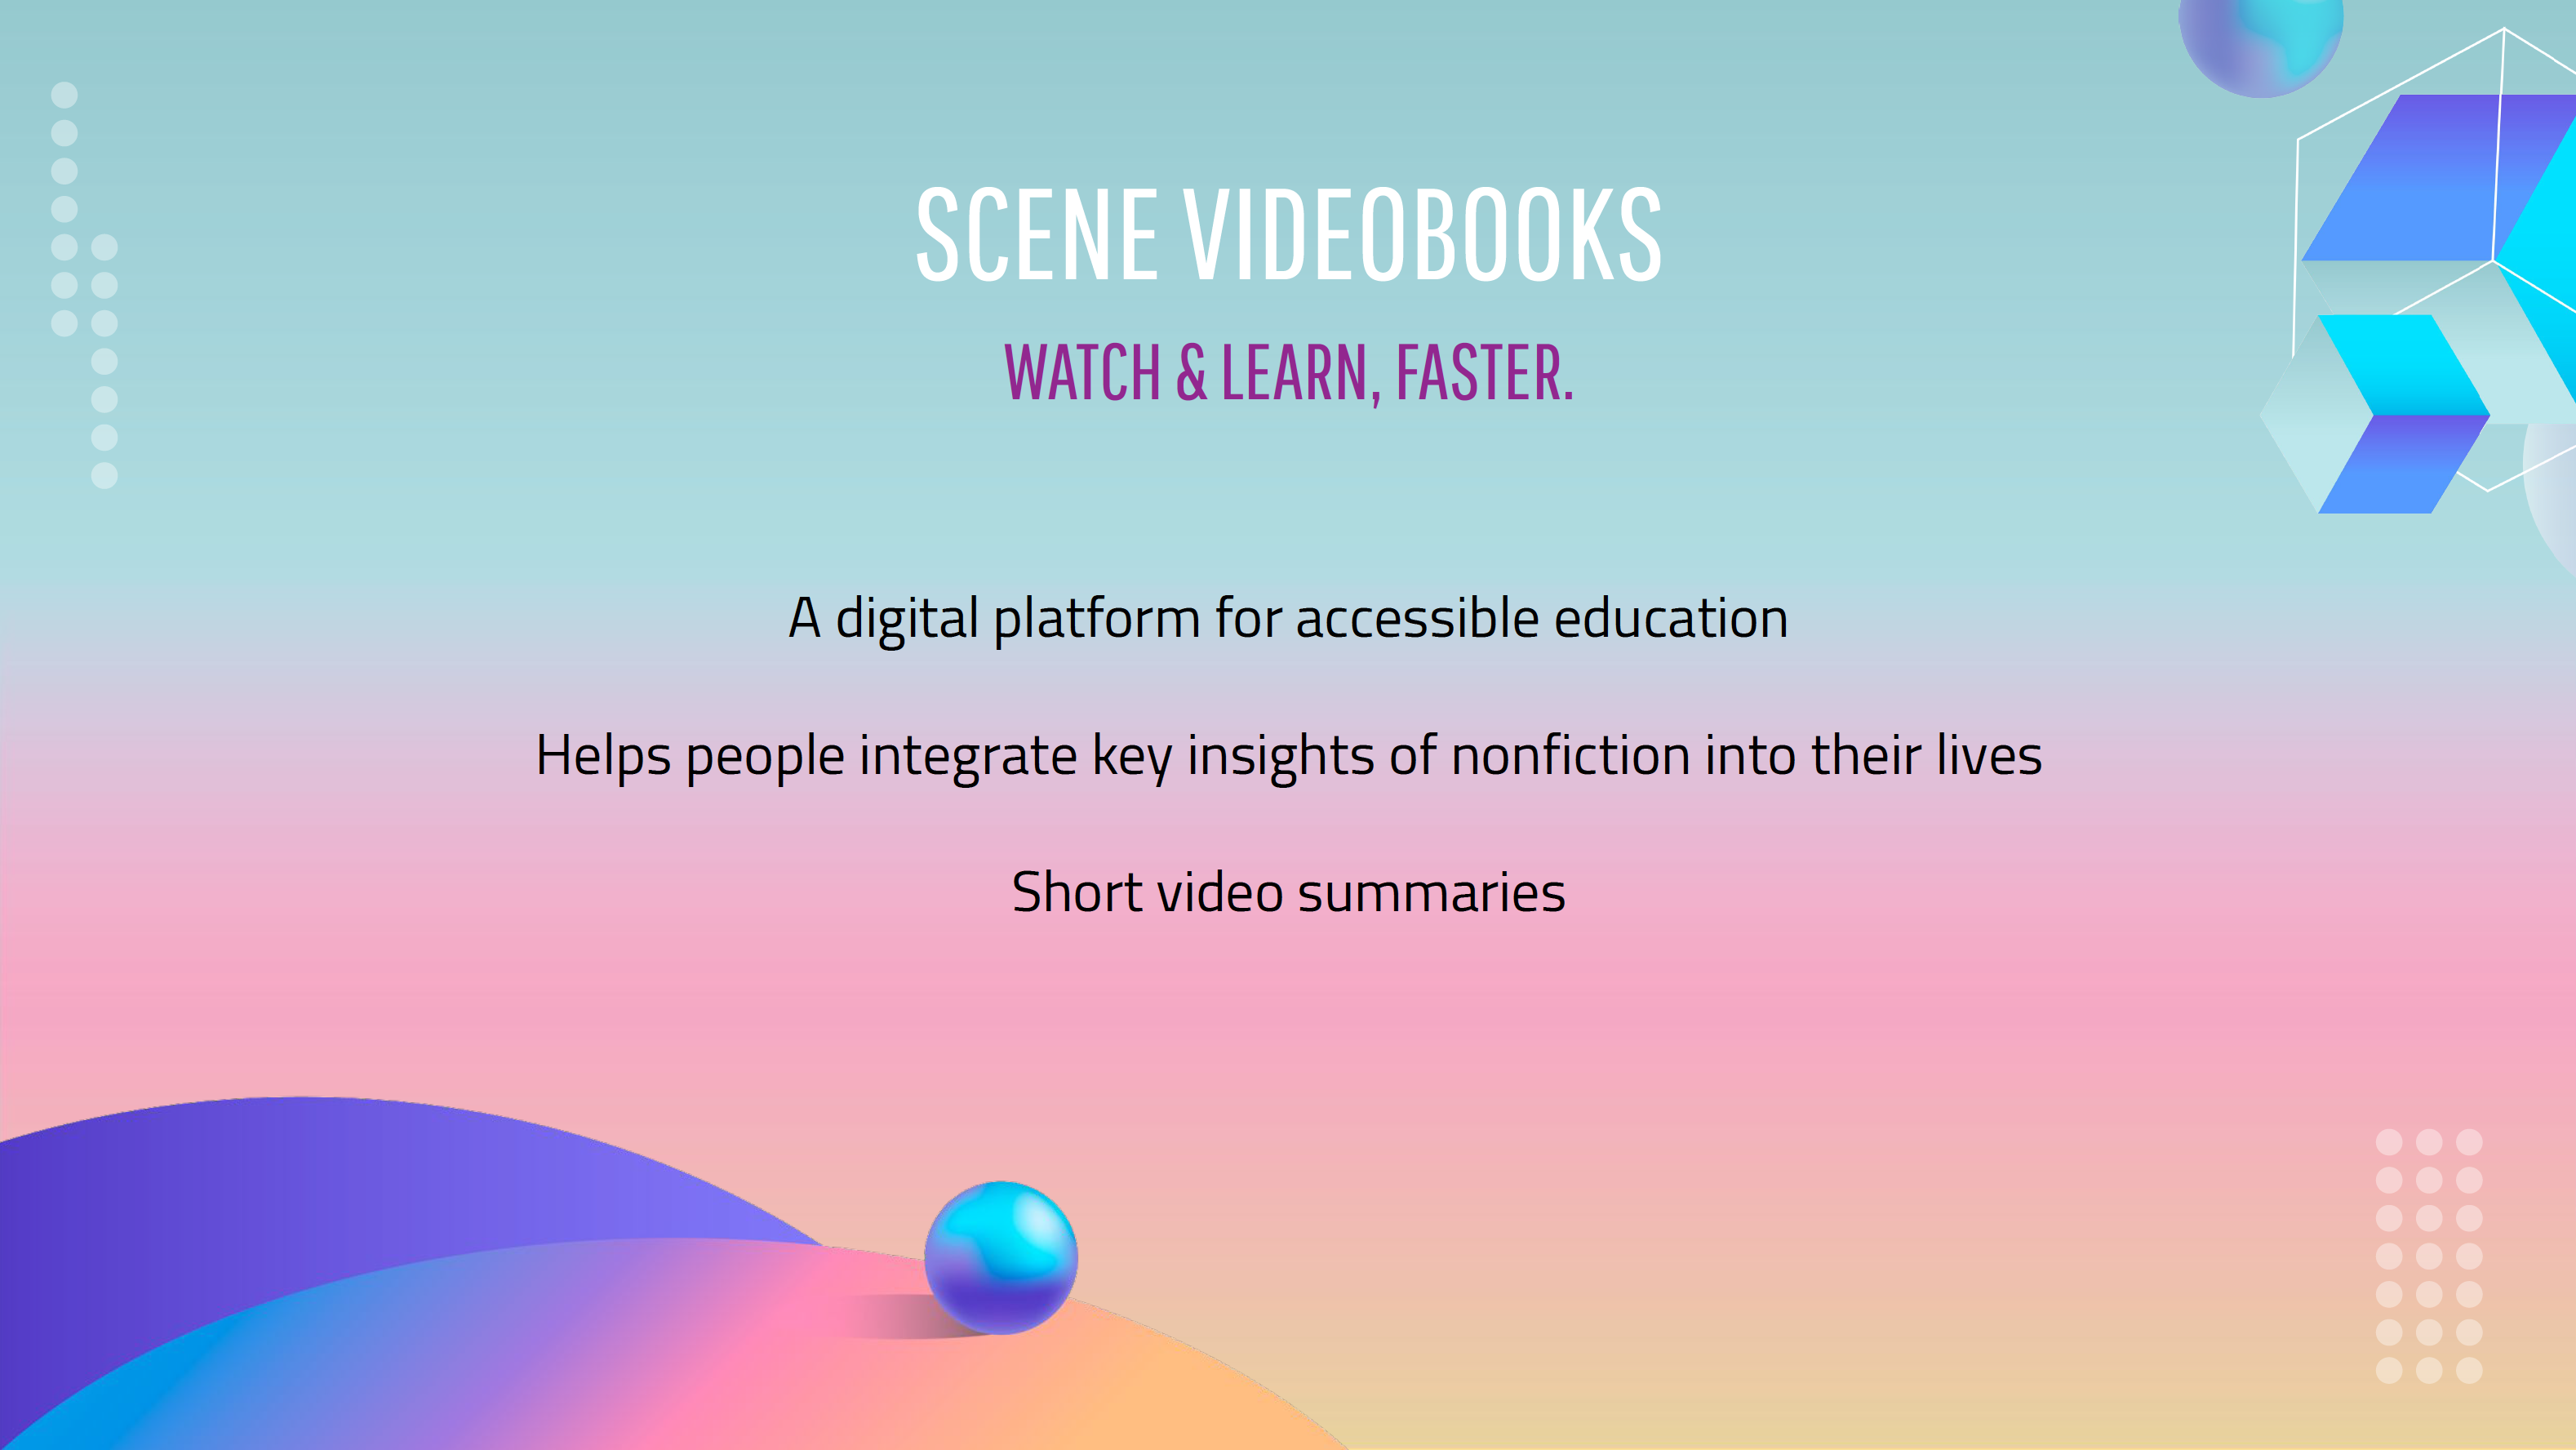 SCENE VIDEOBOOKS
WATCH & LEARN, FASTER.
A digital platform for accessible education
Helps people integrate key insights of nonfiction into their lives
Short video summaries